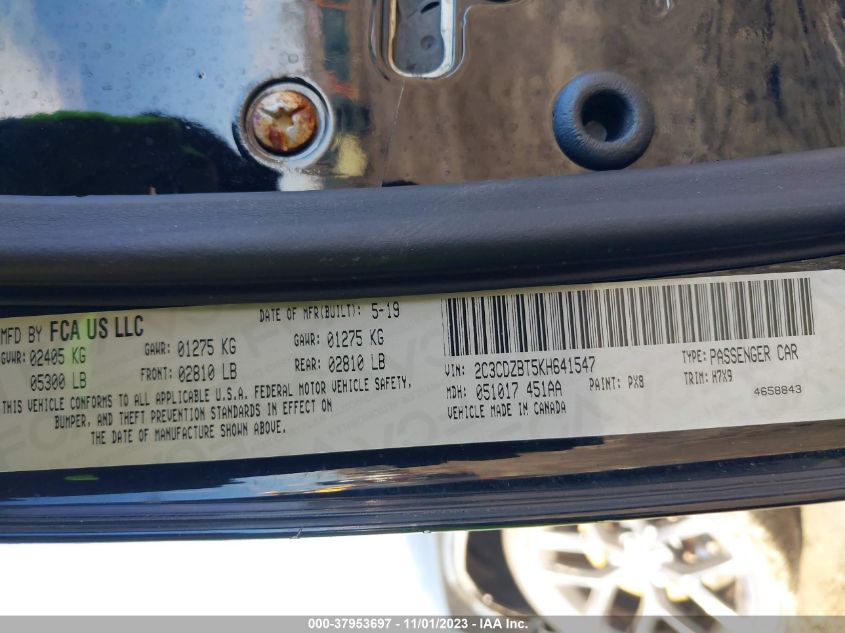 MFD BY FCA US LLC
DATE OF MFR(BUILT): 5-19
GVWR: 02405 KG GAWR: 01275 KG GAWR: 01275 KG
05300 LB FRONT: 02810 LB REAR: 02810 LB
THIS VEHICLE CONFORMS TO ALL APPLICABLE U.S.A. FEDERAL MOTOR VEHICLE SAFETY,
BUMPER, AND THEFT PREVENTION STANDARDS IN EFFECT ON
THE DATE OF MANUFACTURE SHOWN ABOVE.
VIN: 2C3CDZBT5KH641547 TYPE: PASSENGER CAR
MDH: 051017 451AA PAINT: PX8 TRIM: H7X9
VEHICLE MADE IN CANADA 4658843
000-37953697 - 11/01/2023 - IAA Inc.